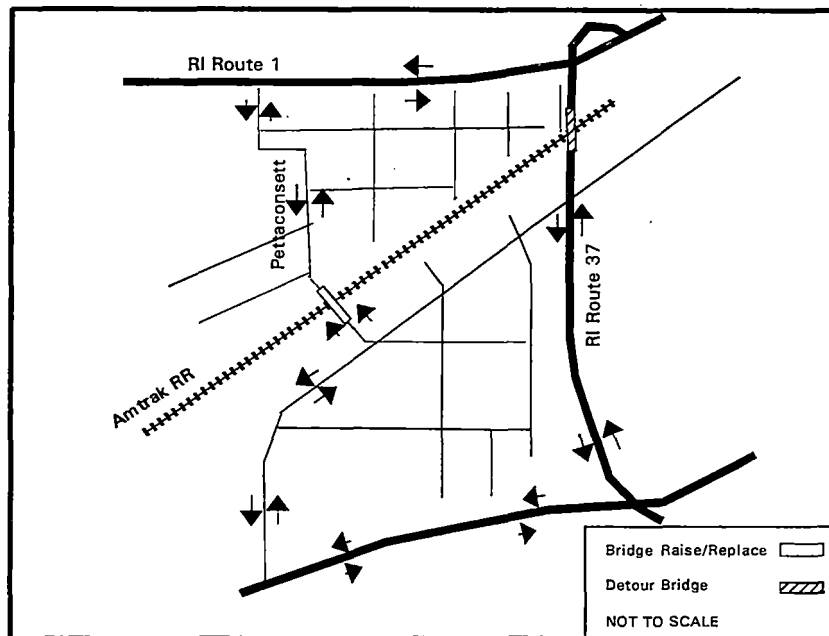 RI Route 1
Pettaconsett
RI Route 37
Amtrak RR
Bridge Raise/Replace
Detour Bridge
NOT TO SCALE